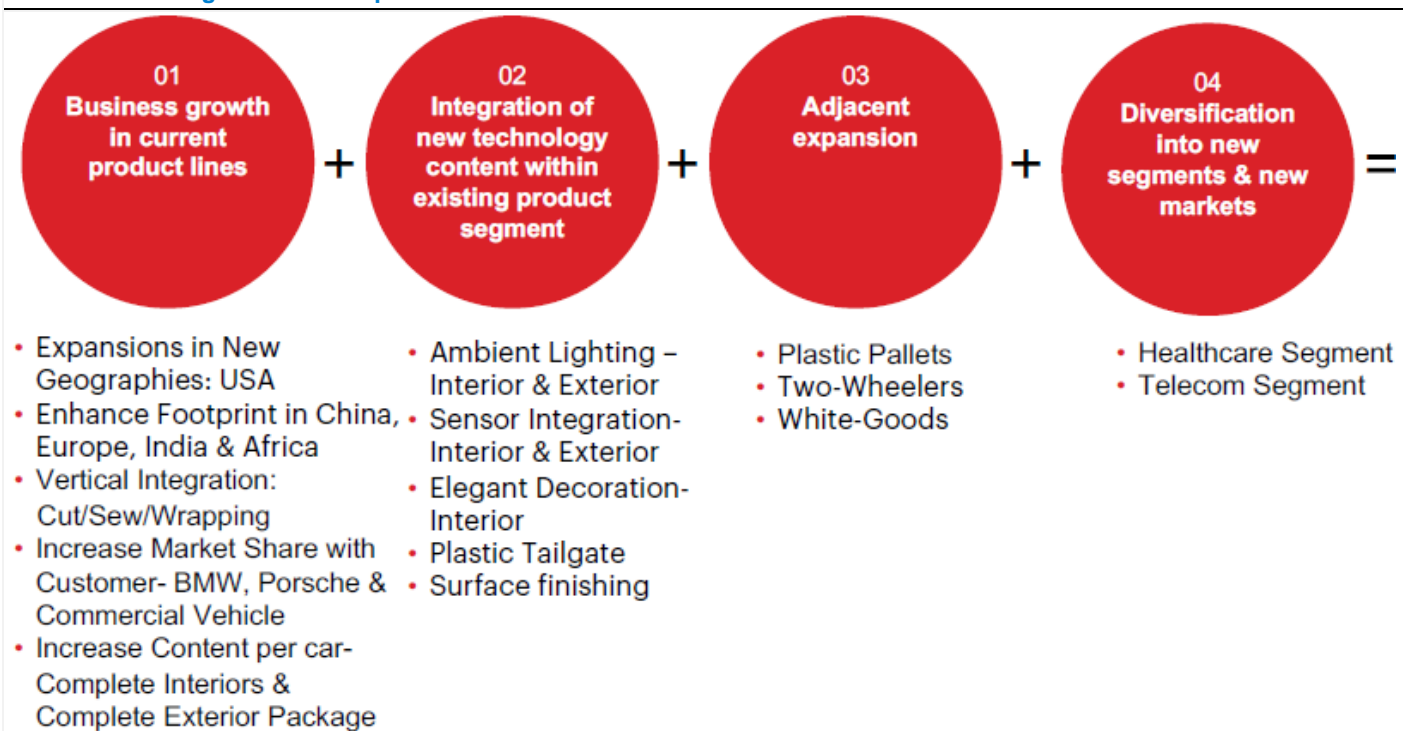 01
Business growth
in current
product lines
+
02
Integration of
new technology
content within
existing product
segment
+
03
Adjacent
expansion
+
04
Diversification
into new
segments & new
markets
=
• Expansions in New
Geographies: USA
• Enhance Footprint in China,
Europe, India & Africa
• Vertical Integration:
Cut/Sew/Wrapping
• Increase Market Share with
Customer- BMW, Porsche &
Commercial Vehicle
• Increase Content per car-
Complete Interiors &
Complete Exterior Package
• Ambient Lighting –
Interior & Exterior
• Sensor Integration-
Interior & Exterior
• Elegant Decoration-
Interior
• Plastic Tailgate
• Surface finishing
• Plastic Pallets
• Two-Wheelers
• White-Goods
• Healthcare Segment
• Telecom Segment